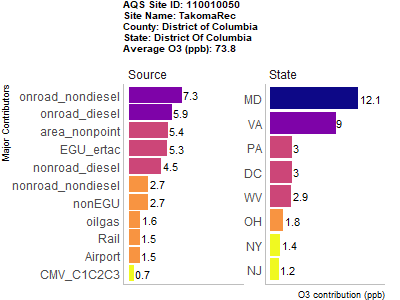 AQS Site ID: 110010050
Site Name: TakomaRec
County: District of Columbia
State: District Of Columbia
Average O3 (ppb): 73.8
Major Contributors
Source
onroad_nondiesel 7.3
onroad_diesel 5.9
area_nonpoint 5.4
EGU_ertac 5.3
nonroad_diesel 4.5
nonroad_nondiesel 2.7
nonEGU 2.7
oilgas 1.6
Rail 1.5
Airport 1.5
CMV_C1C2C3 0.7
State
MD 12.1
VA 9
PA 3
DC 3
WV 2.9
OH 1.8
NY 1.4
NJ 1.2
O3 contribution (ppb)